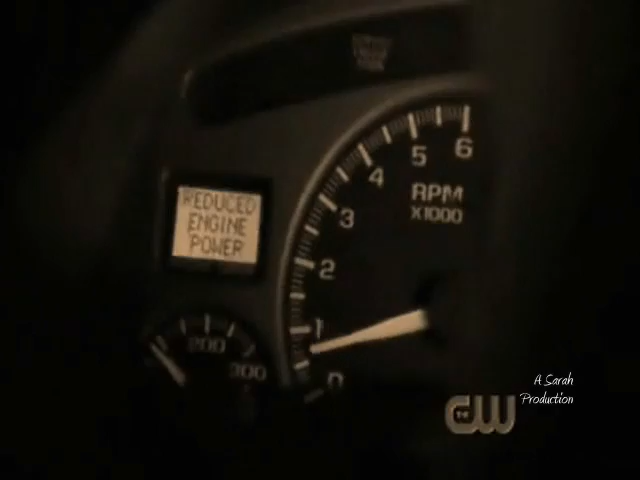 6
5
4
RPM
X1000
3
REDUCED
ENGINE
POWER
2
1
200
300
0
A Sarah
Production
CW